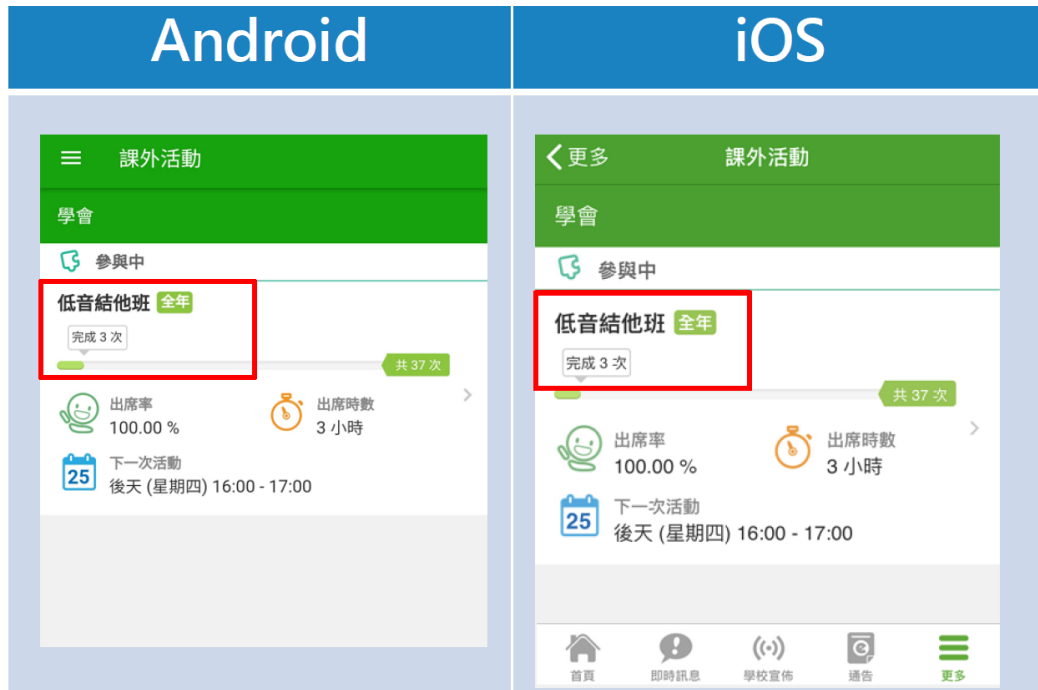 Android
課外活動
學會
參與中
低音結他班 全年
完成 3 次
共 37 次
出席率
100.00 %
出席時數
3 小時
下一次活動
25
後天 (星期四) 16:00 - 17:00
iOS
更多
課外活動
學會
參與中
低音結他班 全年
完成 3 次
共 37 次
出席率
100.00 %
出席時數
3 小時
下一次活動
25
後天 (星期四) 16:00 - 17:00
首頁
即時訊息
學校宣佈
通告
更多